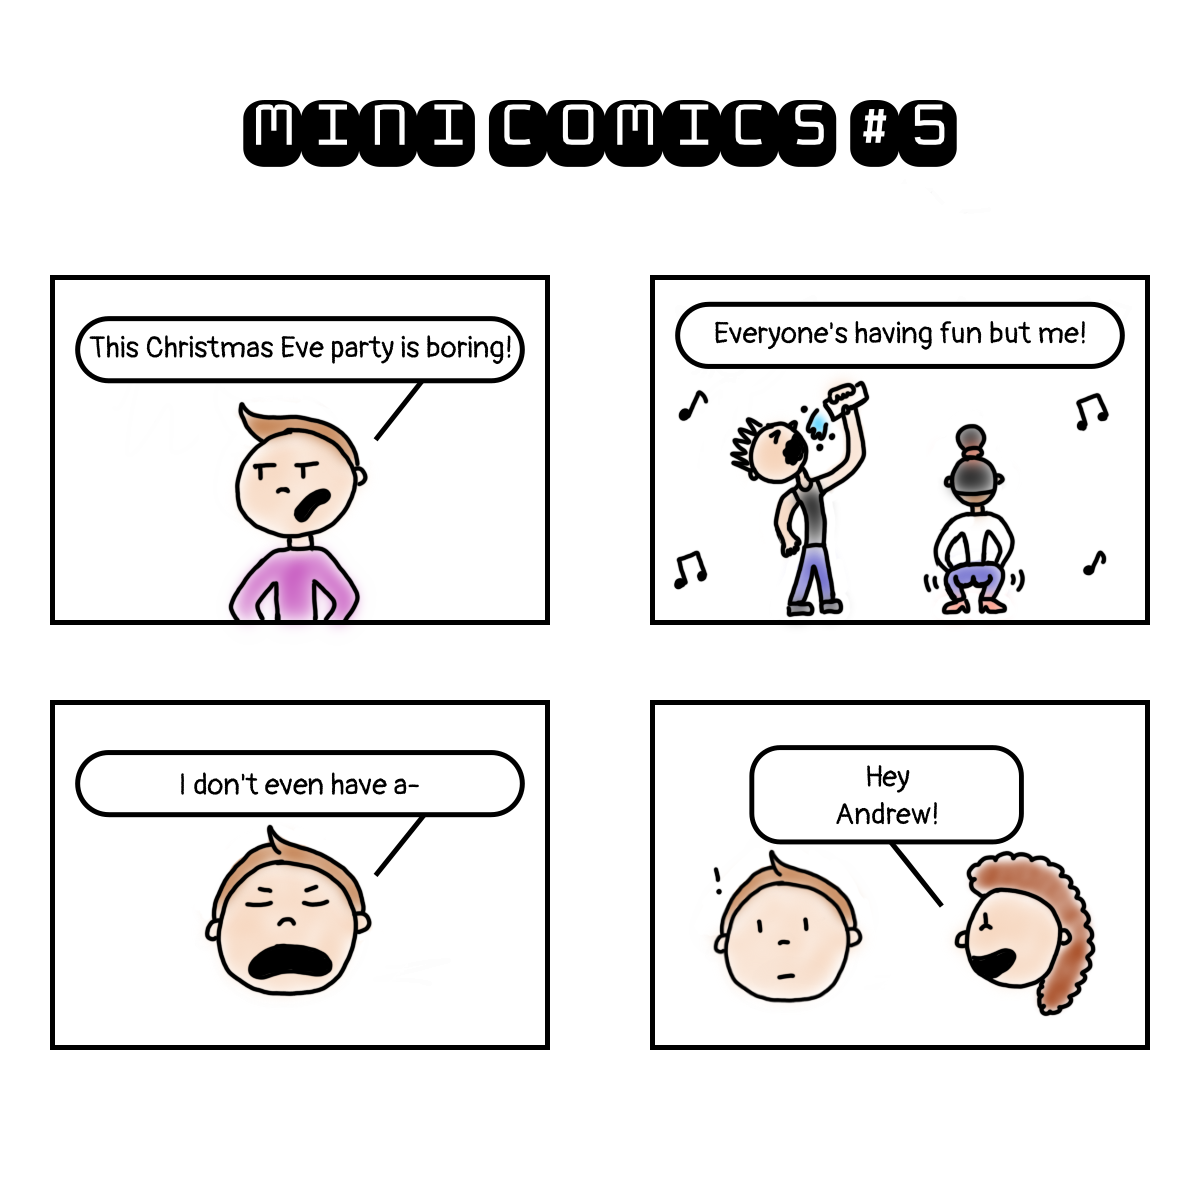 MINI COMICS #5
This Christmas Eve party is boring!
Everyone's having fun but me!
I don't even have a-
Hey
Andrew!
!